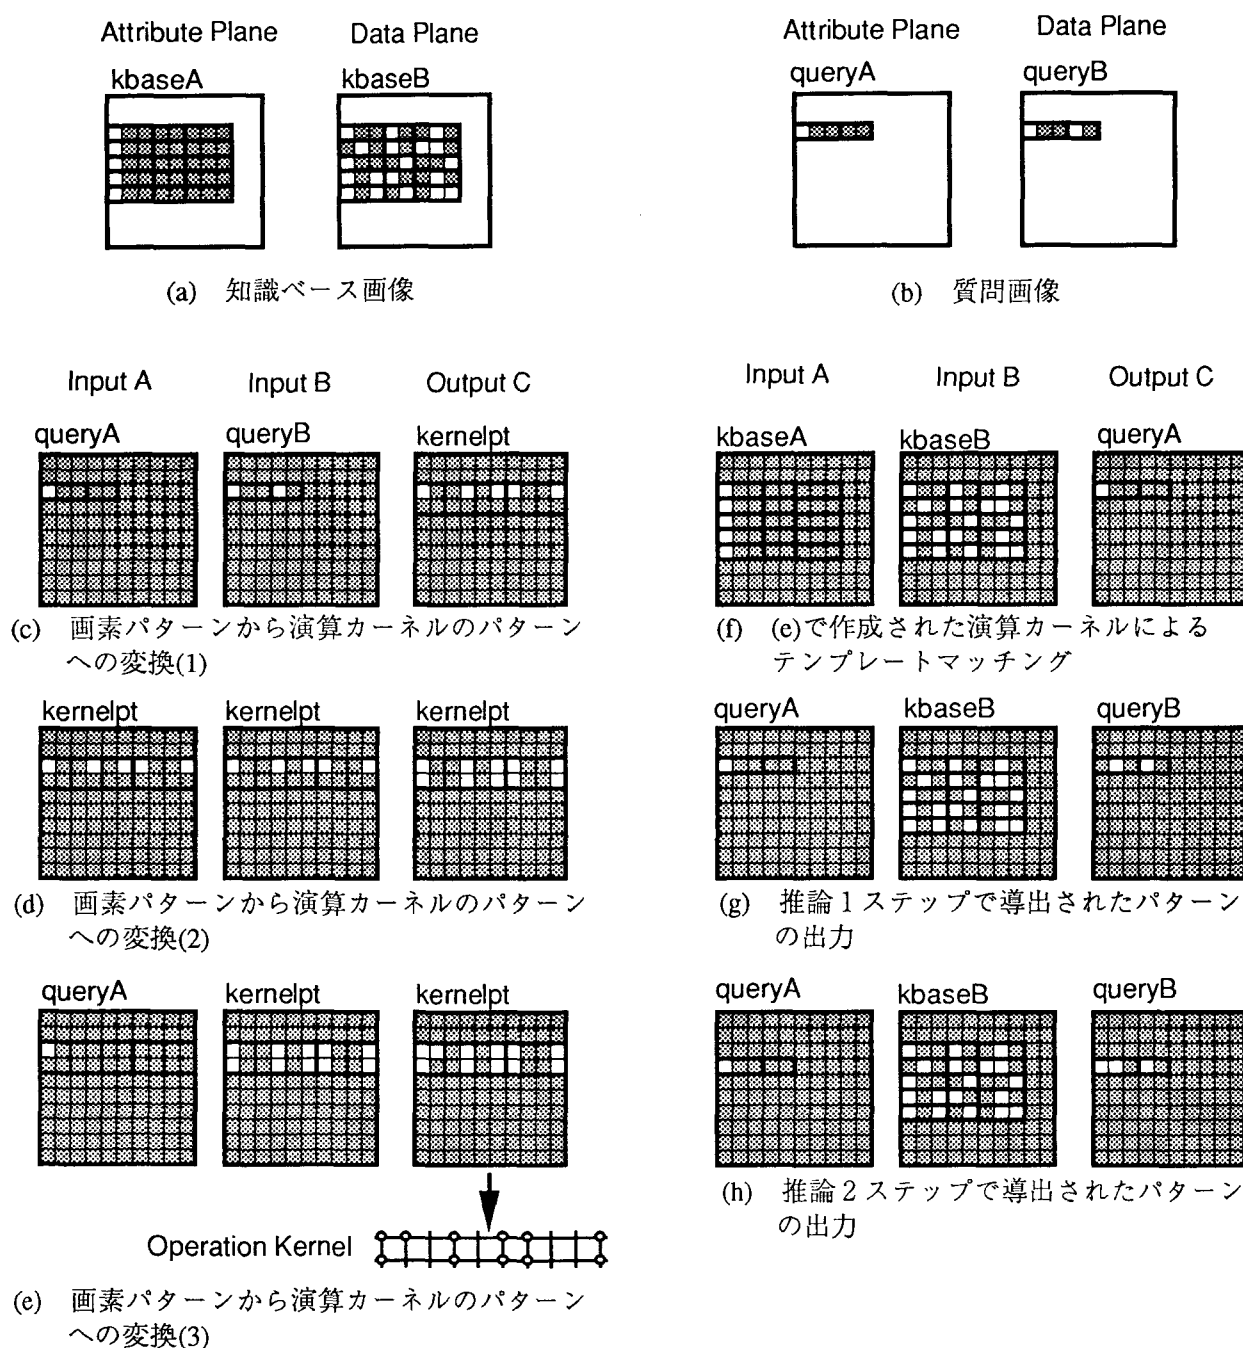 Attribute Plane
Data Plane
kbaseA
kbaseB
(a) 知識ベース画像
Attribute Plane
Data Plane
queryA
queryB
(b) 質問画像
Input A
Input B
Output C
queryA
queryB
kernelpt
(c) 画素パターンから演算カーネルのパターン
への変換(1)
kernelpt
kernelpt
kernelpt
(d) 画素パターンから演算カーネルのパターン
への変換(2)
queryA
kernelpt
kernelpt
Operation Kernel
(e) 画素パターンから演算カーネルのパターン
への変換(3)
Input A
Input B
Output C
kbaseA
kbaseB
queryA
(f) (e)で作成された演算カーネルによる
テンプレートマッチング
queryA
kbaseB
queryB
(g) 推論1ステップで導出されたパターン
の出力
queryA
kbaseB
queryB
(h) 推論2ステップで導出されたパターン
の出力